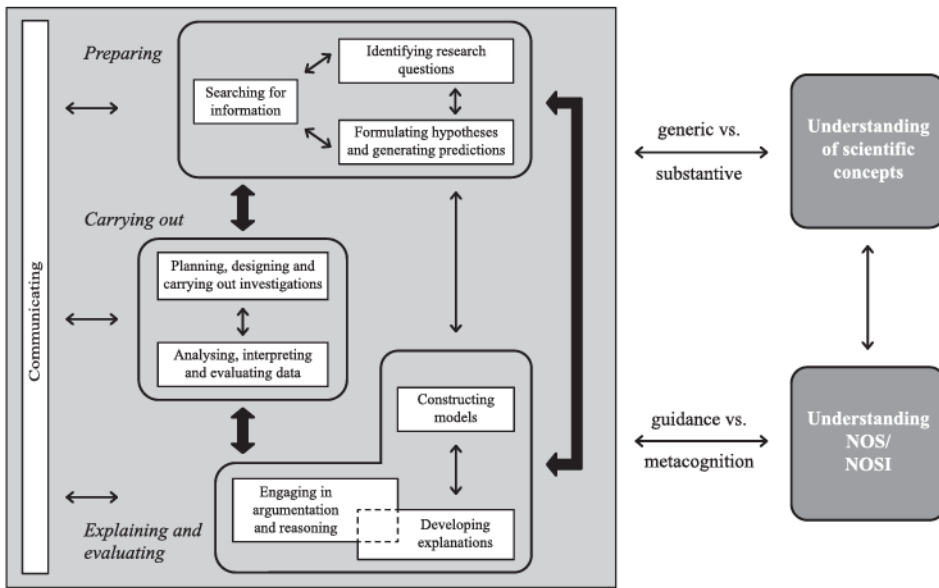 Communicating
Preparing
Searching for
information
Identifying research
questions
Formulating hypotheses
and generating predictions
Carrying out
Planning, designing and
carrying out investigations
Analysing, interpreting
and evaluating data
Constructing
models
Engaging in
argumentation
and reasoning
Developing
explanations
Explaining and
evaluating
generic vs.
substantive
Understanding
of scientific
concepts
guidance vs.
metacognition
Understanding
NOS/
NOSI